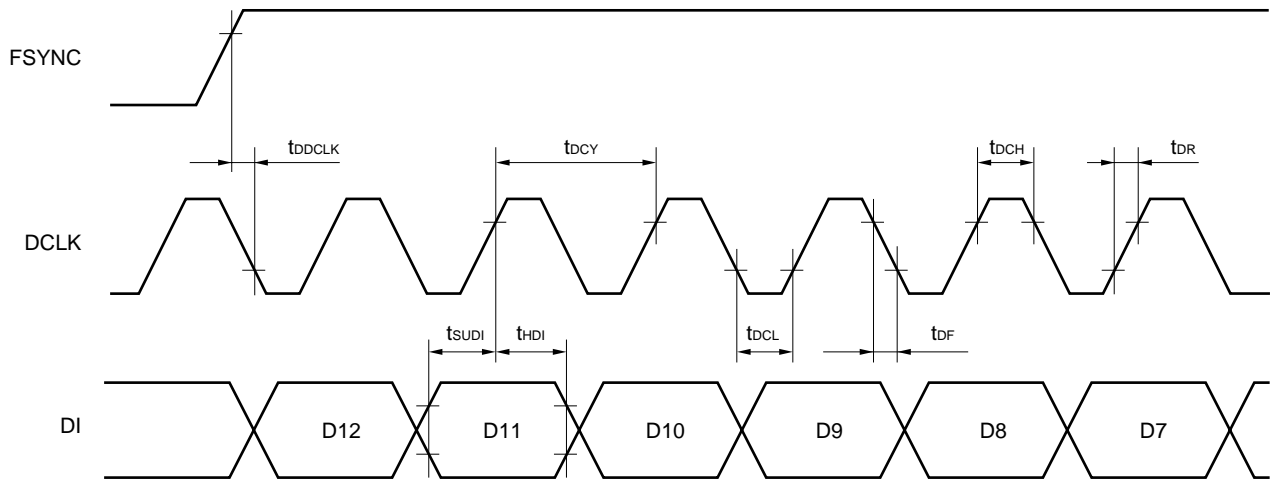 FSYNC
tDDCLK
tDCY
tDCH
tDR
DCLK
tSUDI
tHDI
tDCL
tDF
DI
D12
D11
D10
D9
D8
D7